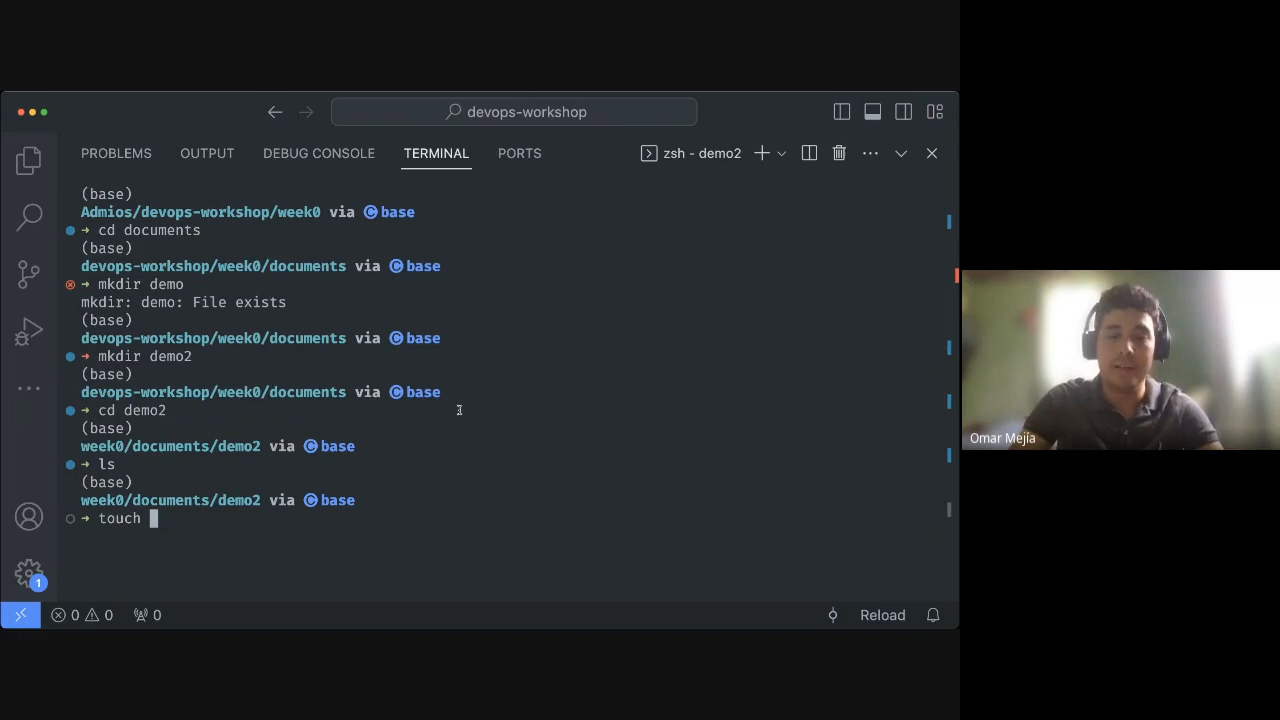 devops-workshop
PROBLEMS OUTPUT DEBUG CONSOLE TERMINAL PORTS zsh - demo2
(base)
Admios/devops-workshop/week0 via C base
→ cd documents
(base)
devops-workshop/week0/documents via C base
→ mkdir demo
mkdir: demo: File exists
(base)
devops-workshop/week0/documents via C base
→ mkdir demo2
(base)
devops-workshop/week0/documents via C base
→ cd demo2
(base)
week0/documents/demo2 via C base
→ ls
(base)
week0/documents/demo2 via C base
→ touch
1
0 0 0 Reload
Omar Mejía